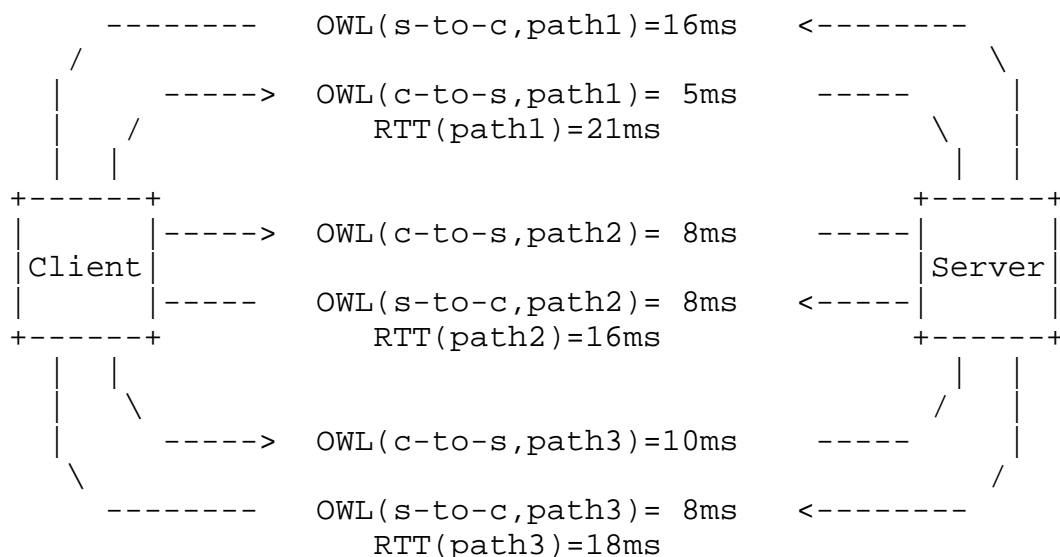 -------- OWL(s-to-c,path1)=16ms <--------
-----> OWL(c-to-s,path1)= 5ms -----
RTT(path1)=21ms
-----> OWL(c-to-s,path2)= 8ms -----
Client Server
----- OWL(s-to-c,path2)= 8ms <-----
RTT(path2)=16ms
-----> OWL(c-to-s,path3)=10ms -----
-------- OWL(s-to-c,path3)= 8ms <--------
RTT(path3)=18ms